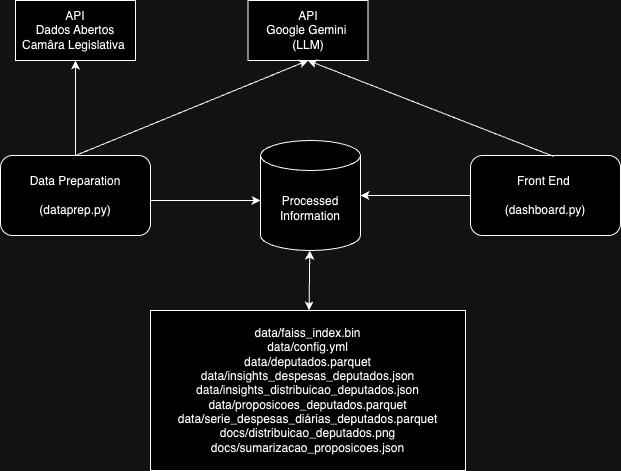 API
Dados Abertos
Camâra Legislativa
API
Google Gemini
(LLM)
Data Preparation
(dataprep.py)
Processed
Information
Front End
(dashboard.py)
data/faiss_index.bin
data/config.yml
data/deputados.parquet
data/insights_despesas_deputados.json
data/insights_distribuicao_deputados.json
data/proposicoes_deputados.parquet
data/serie_despesas_diárias_deputados.parquet
docs/distribuicao_deputados.png
docs/sumarizacao_proposicoes.json